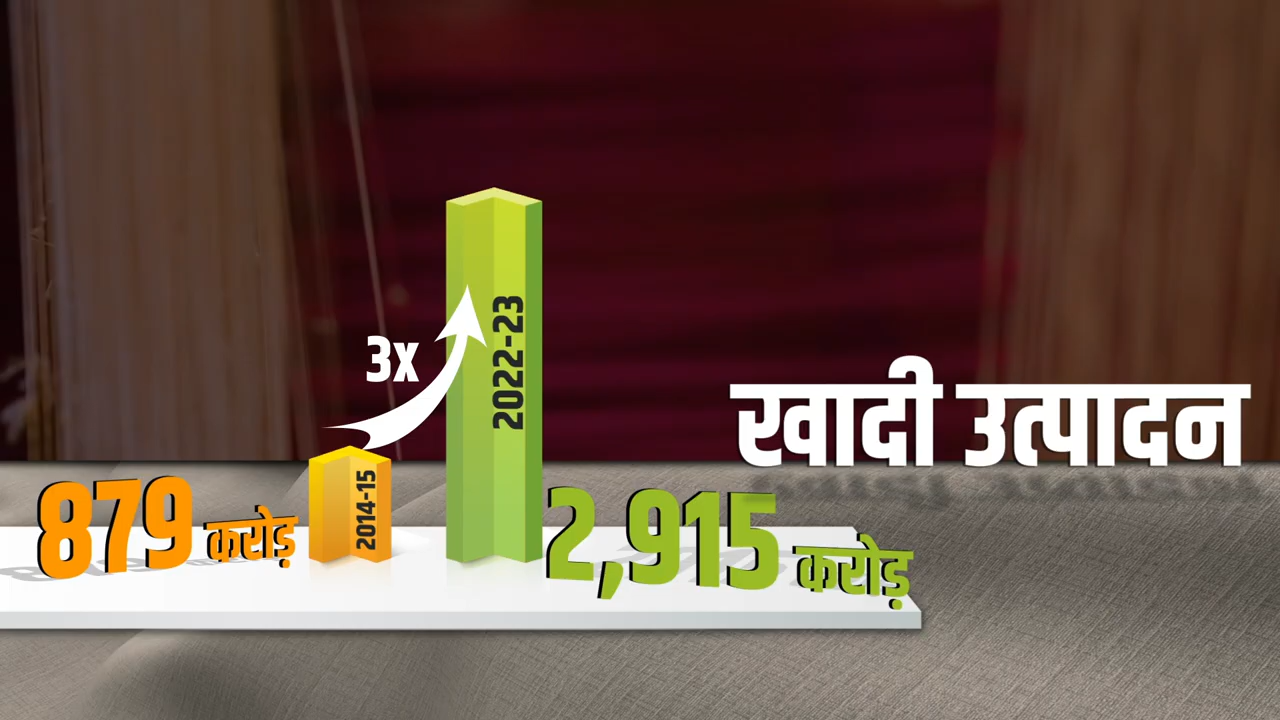 3x
2022-23
2014-15
खादी उत्पादन
879 करोड़
2,915 करोड़